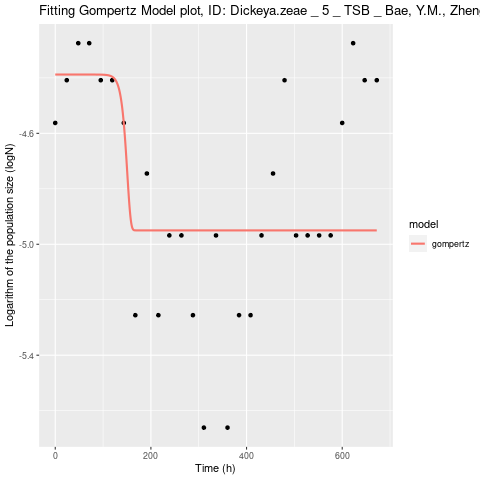 Fitting Gompertz Model plot, ID: Dickeya.zeae _ 5 _ TSB _ Bae, Y.M., Zhen
Logarithm of the population size (logN)
-4.6
-5.0
-5.4
0 200 400 600
Time (h)
model
gompertz